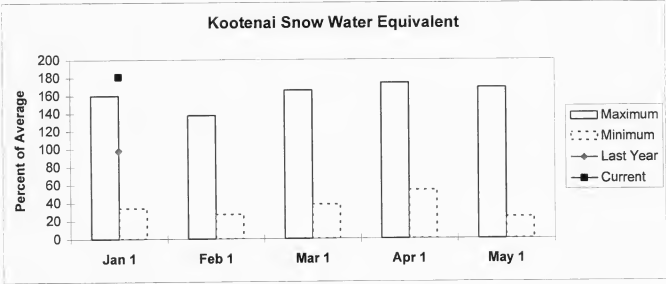 Kootenai Snow Water Equivalent
Percent of Average
200
180
160
140
120
100
80
60
40
20
0
Jan 1 Feb 1 Mar 1 Apr 1 May 1
Maximum
Minimum
Last Year
Current